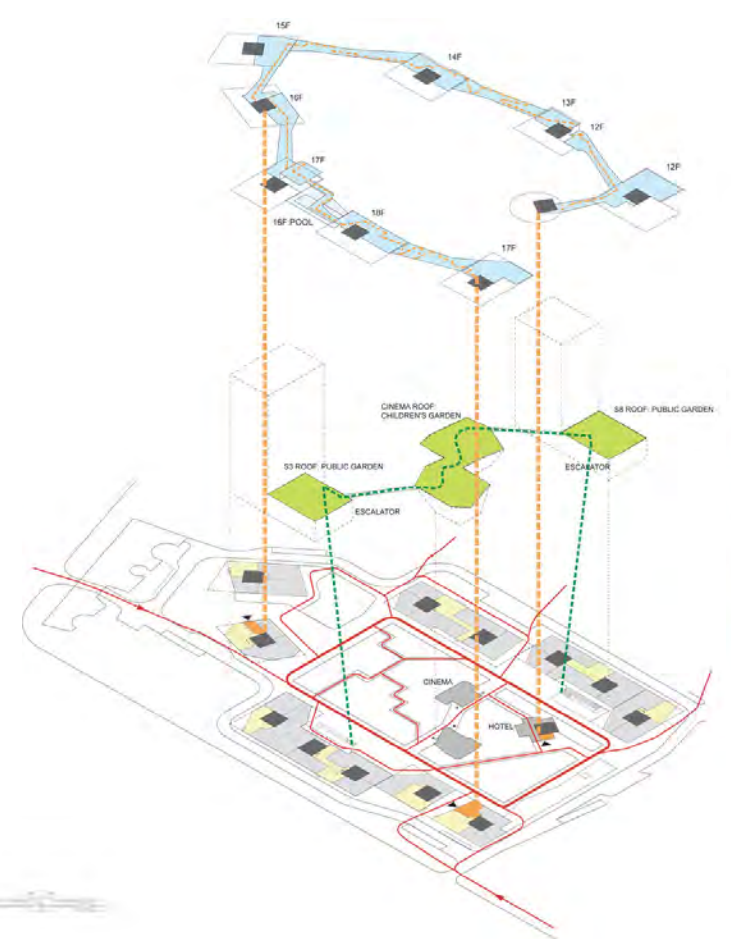 15F
14F
16F
13F
12F
12F
17F
16F:POOL
18F
17F
CINEMA ROOF:
CHILDREN'S GARDEN
S8 ROOF: PUBLIC GARDEN
S3 ROOF: PUBLIC GARDEN
ESCALATOR
ESCALATOR
CINEMA
HOTEL